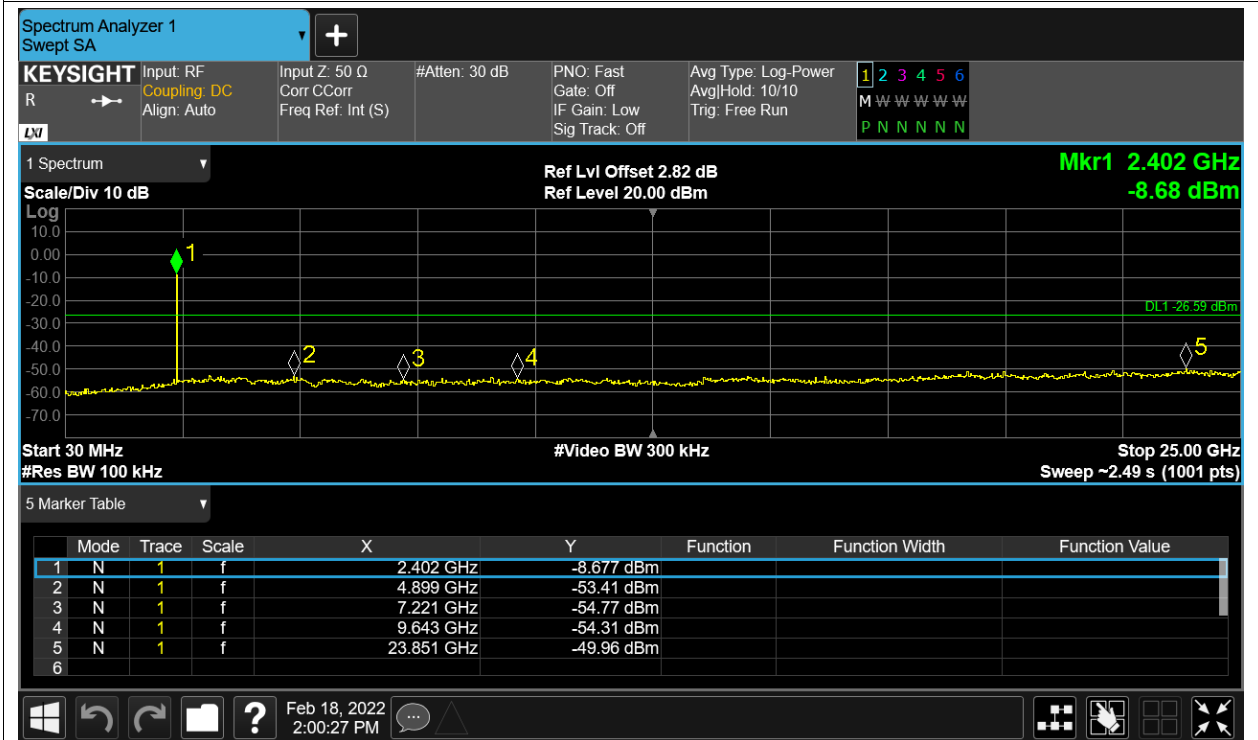 Spectrum Analyzer 1
Swept SA
KEYSIGHT
R
LXI
Input: RF
Coupling: DC
Align: Auto
Input Z: 50 Ω
Corr CCorr
Freq Ref: Int (S)
#Atten: 30 dB
PNO: Fast
Gate: Off
IF Gain: Low
Sig Track: Off
Avg Type: Log-Power
Avg|Hold: 10/10
Trig: Free Run
1 2 3 4 5 6
M W W W W W
P N N N N N
1 Spectrum
Scale/Div 10 dB
Ref Lvl Offset 2.82 dB
Ref Level 20.00 dBm
Mkr1 2.402 GHz
-8.68 dBm
Log
10.0
0.00
-10.0
-20.0
-30.0
-40.0
-50.0
-60.0
-70.0
1
2
3
4
5
DL1 -26.59 dBm
Start 30 MHz
#Res BW 100 kHz
#Video BW 300 kHz
Stop 25.00 GHz
Sweep ~2.49 s (1001 pts)
5 Marker Table
Mode Trace Scale X Y Function Function Width Function Value
1 N 1 f 2.402 GHz -8.677 dBm
2 N 1 f 4.899 GHz -53.41 dBm
3 N 1 f 7.221 GHz -54.77 dBm
4 N 1 f 9.643 GHz -54.31 dBm
5 N 1 f 23.851 GHz -49.96 dBm
6
?
Feb 18, 2022
2:00:27 PM